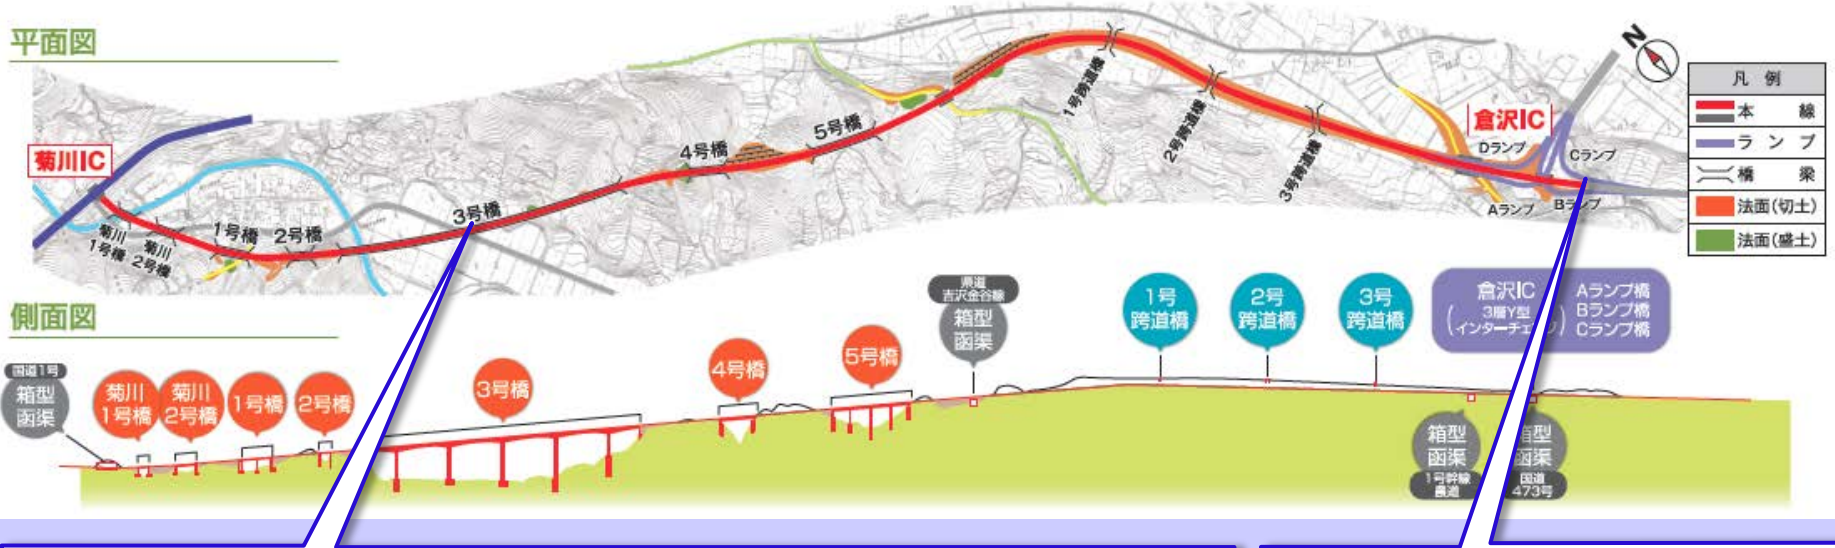 平面図
菊川IC
菊川
1号橋
菊川
2号橋
1号橋
2号橋
3号橋
4号橋
5号橋
1号跨道橋
2号跨道橋
3号跨道橋
倉沢IC
Dランプ
Cランプ
Aランプ
Bランプ
N
凡例
本線
ランプ
橋梁
法面(切土)
法面(盛土)
側面図
国道1号
箱型
函渠
菊川
1号橋
菊川
2号橋
1号橋
2号橋
3号橋
4号橋
5号橋
県道
吉沢金谷線
箱型
函渠
1号
跨道橋
2号
跨道橋
3号
跨道橋
倉沢IC
(3層Y型
インターチェ
Aランプ橋
Bランプ橋
Cランプ橋
箱型
函渠
1号幹線
農道
箱型
函渠
国道
473号